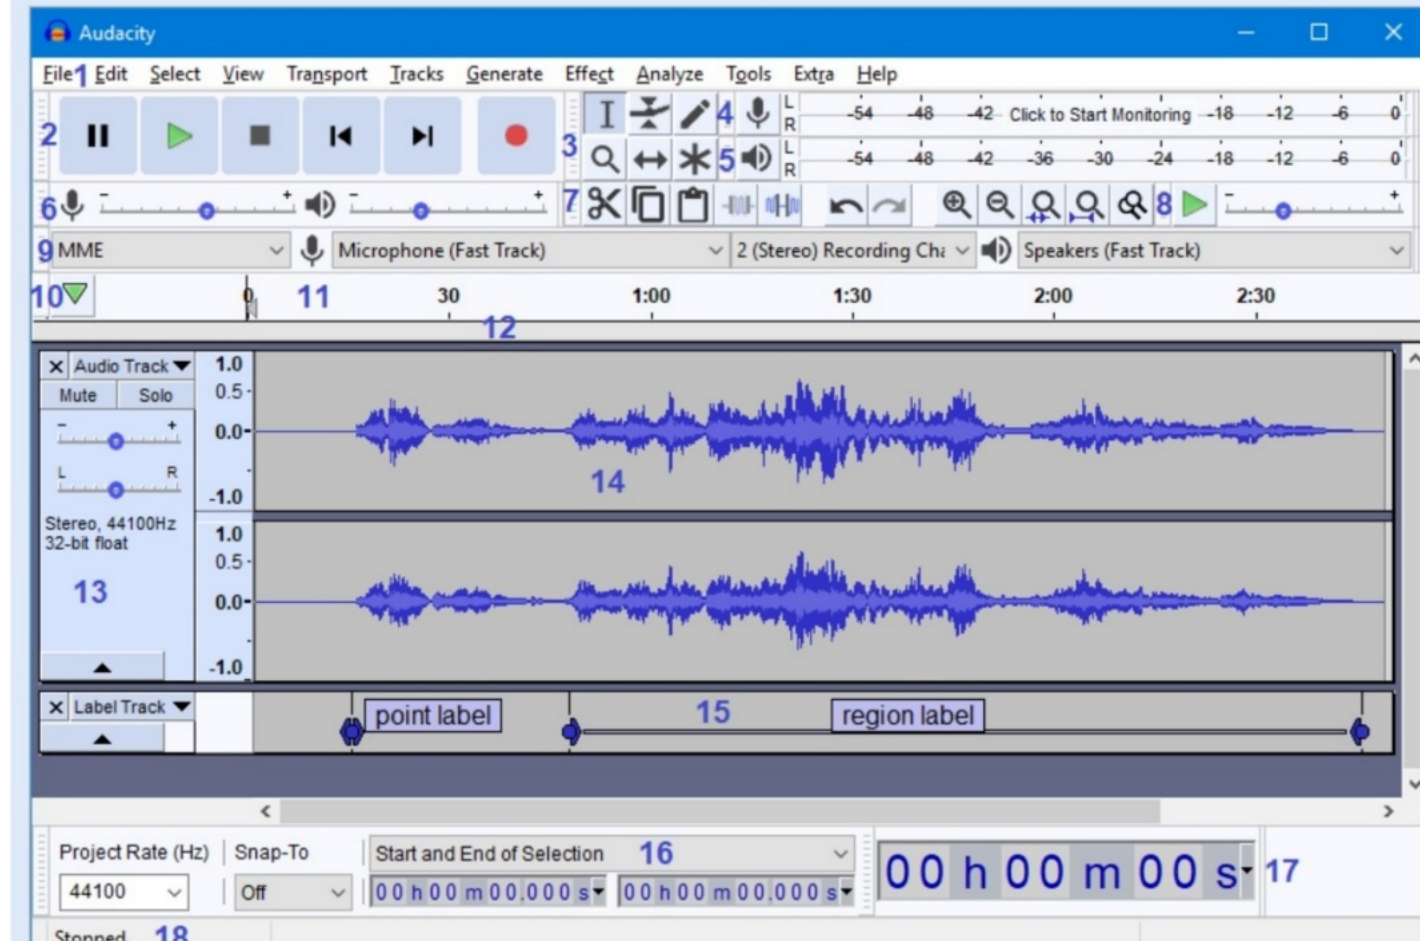 Audacity
File 1 Edit Select View Transport Tracks Generate Effect Analyze Tools Extra Help
2 3 4 L R -54 -48 -42 Click to Start Monitoring -18 -12 -6 0
5 L R -54 -48 -42 -36 -30 -24 -18 -12 -6 0
6 - + - + 7 8 - +
9 MME Microphone (Fast Track) 2 (Stereo) Recording Cha Speakers (Fast Track)
10 0 11 30 1:00 1:30 2:00 2:30
12
X Audio Track 1.0
Mute Solo 0.5
- + 0.0
L R
-1.0
14
Stereo, 44100Hz
32-bit float
13
1.0
0.5
0.0
-1.0
X Label Track point label 15 region label
Project Rate (Hz) Snap-To Start and End of Selection 16
44100 Off 00 h 00 m 00.000 s 00 h 00 m 00.000 s 00 h 00 m 00 s 17
Stopped 18